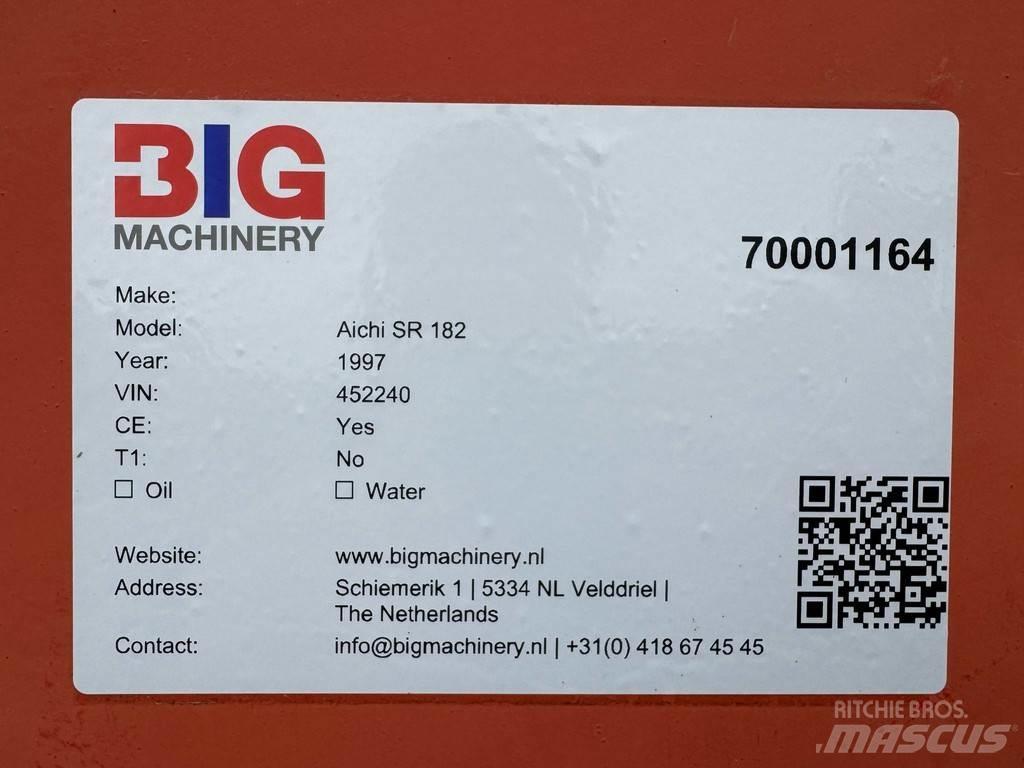 BIG
MACHINERY
70001164
Make:
Model: Aichi SR 182
Year: 1997
VIN: 452240
CE: Yes
T1: No
☐ Oil ☐ Water
Website: www.bigmachinery.nl
Address: Schiemerik 1 | 5334 NL Velddriel |
The Netherlands
Contact: info@bigmachinery.nl | +31(0) 418 67 45 45
RITCHIE BROS.
MASCUS